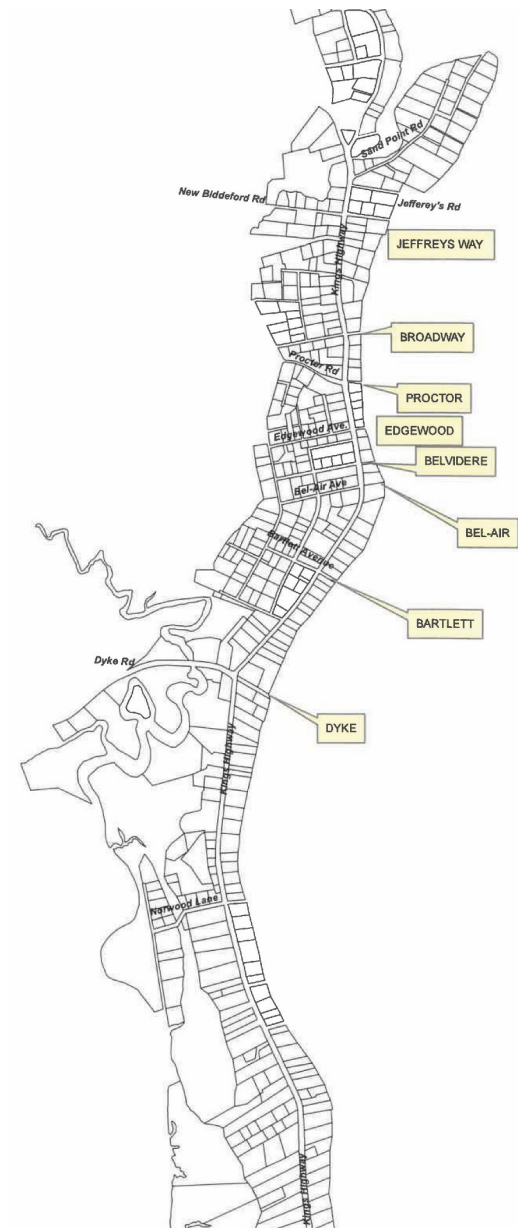 Sand Point Rd
New Biddeford Rd
Jefferey's Rd
JEFFREYS WAY
Kings Highway
BROADWAY
Procter Rd
PROCTOR
Edgewood Ave.
EDGEWOOD
BELVIDERE
Bel-Air Ave
BEL-AIR
Bartlett Avenue
BARTLETT
Dyke Rd
DYKE
Kings Highway
Norwood Lane
Kings Highway